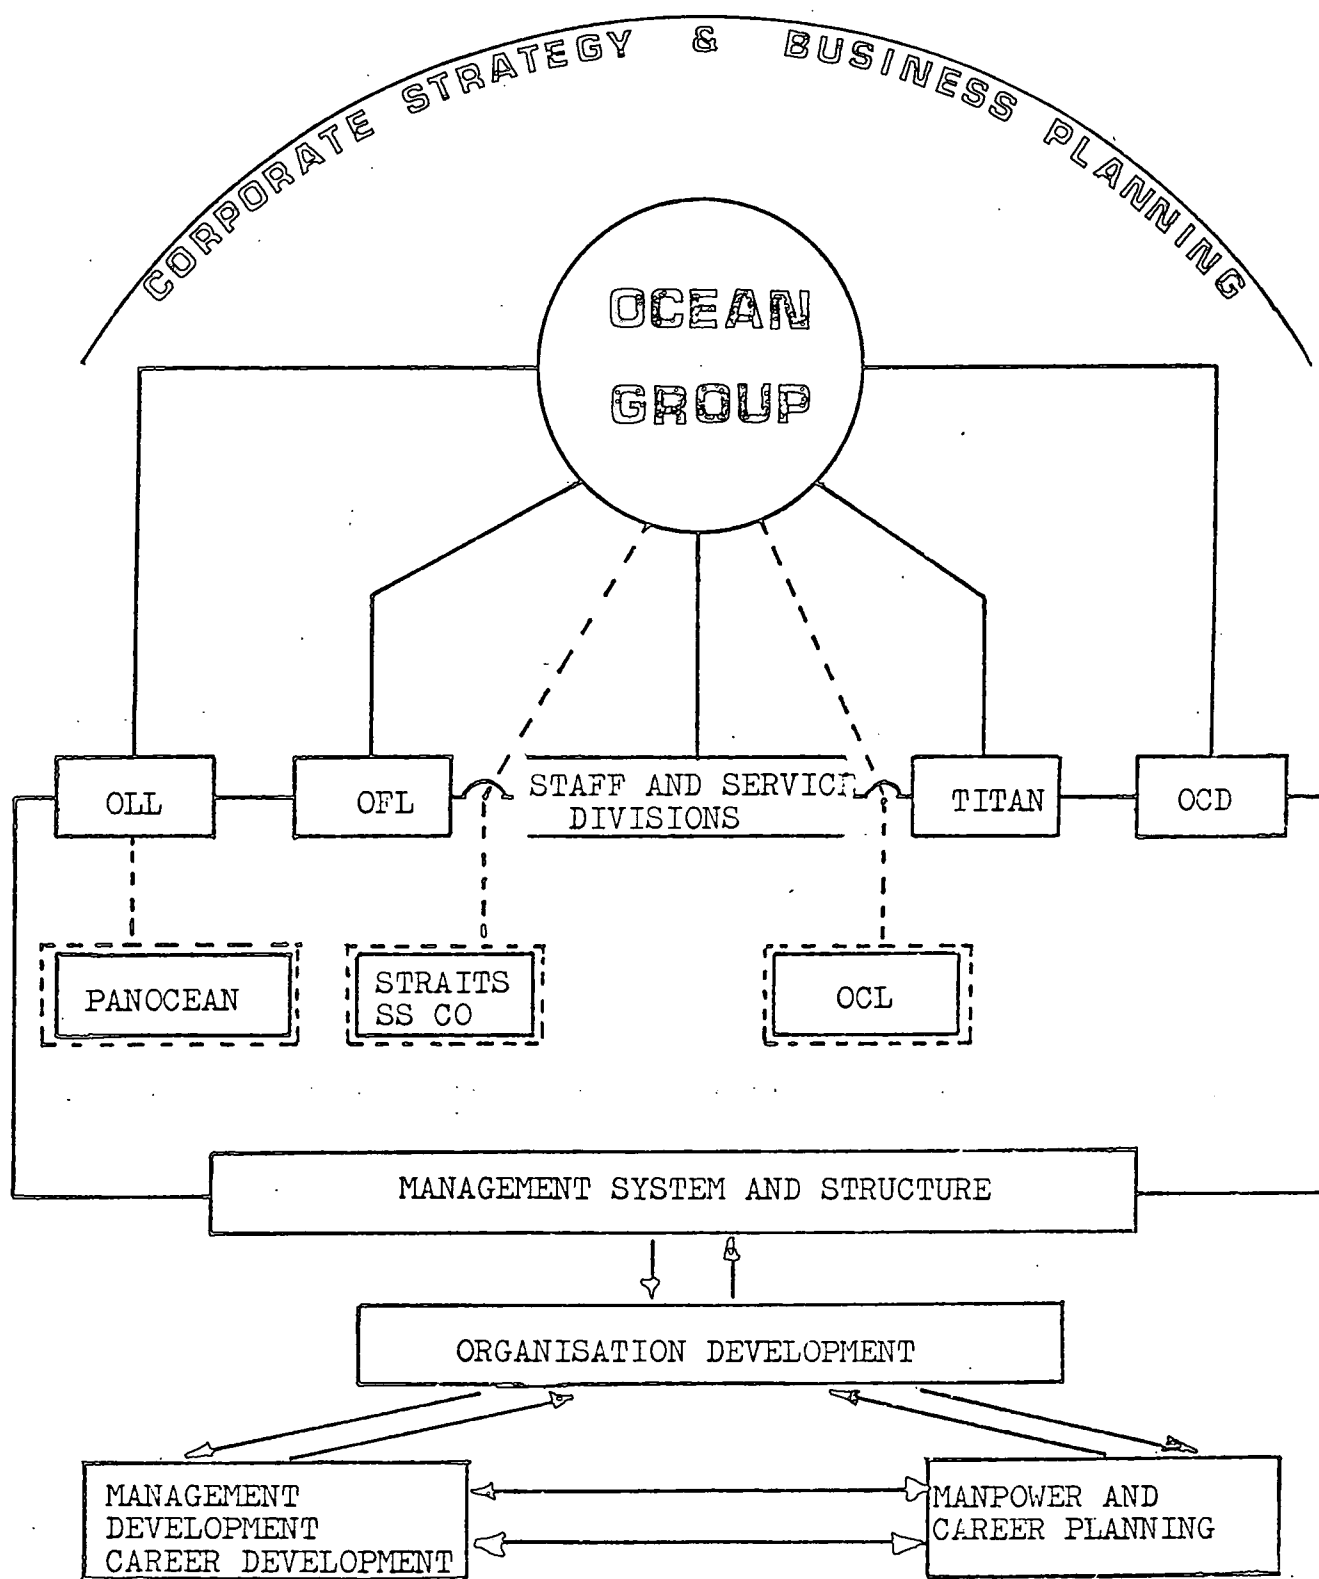 CORPORATE STRATEGY & BUSINESS PLANNING
OCEAN
GROUP
OLL
OFL
STAFF AND SERVICE
DIVISIONS
TITAN
OCD
PANOCEAN
STRAITS
SS CO
OCL
MANAGEMENT SYSTEM AND STRUCTURE
ORGANISATION DEVELOPMENT
MANAGEMENT
DEVELOPMENT
CAREER DEVELOPMENT
MANPOWER AND
CAREER PLANNING